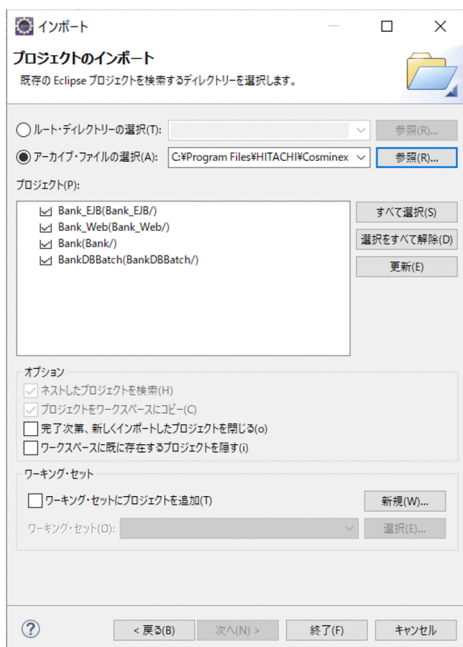 インポート
プロジェクトのインポート
既存の Eclipse プロジェクトを検索するディレクトリーを選択します。
ルート・ディレクトリーの選択(T):
参照(R)...
アーカイブ・ファイルの選択(A):
C:¥Program Files¥HITACHI¥Cosminex
参照(R)...
プロジェクト(P):
Bank_EJB(Bank_EJB/)
Bank_Web(Bank_Web/)
Bank(Bank/)
BankDBBatch(BankDBBatch/)
すべて選択(S)
選択をすべて解除(D)
更新(E)
オプション
ネストしたプロジェクトを検索(H)
プロジェクトをワークスペースにコピー(C)
完了次第、新しくインポートしたプロジェクトを閉じる(o)
ワークスペースに既に存在するプロジェクトを隠す(i)
ワーキング・セット
ワーキング・セットにプロジェクトを追加(T)
新規(W)...
ワーキング・セット(O):
選択(E)...
?
< 戻る(B)
次へ(N) >
終了(F)
キャンセル